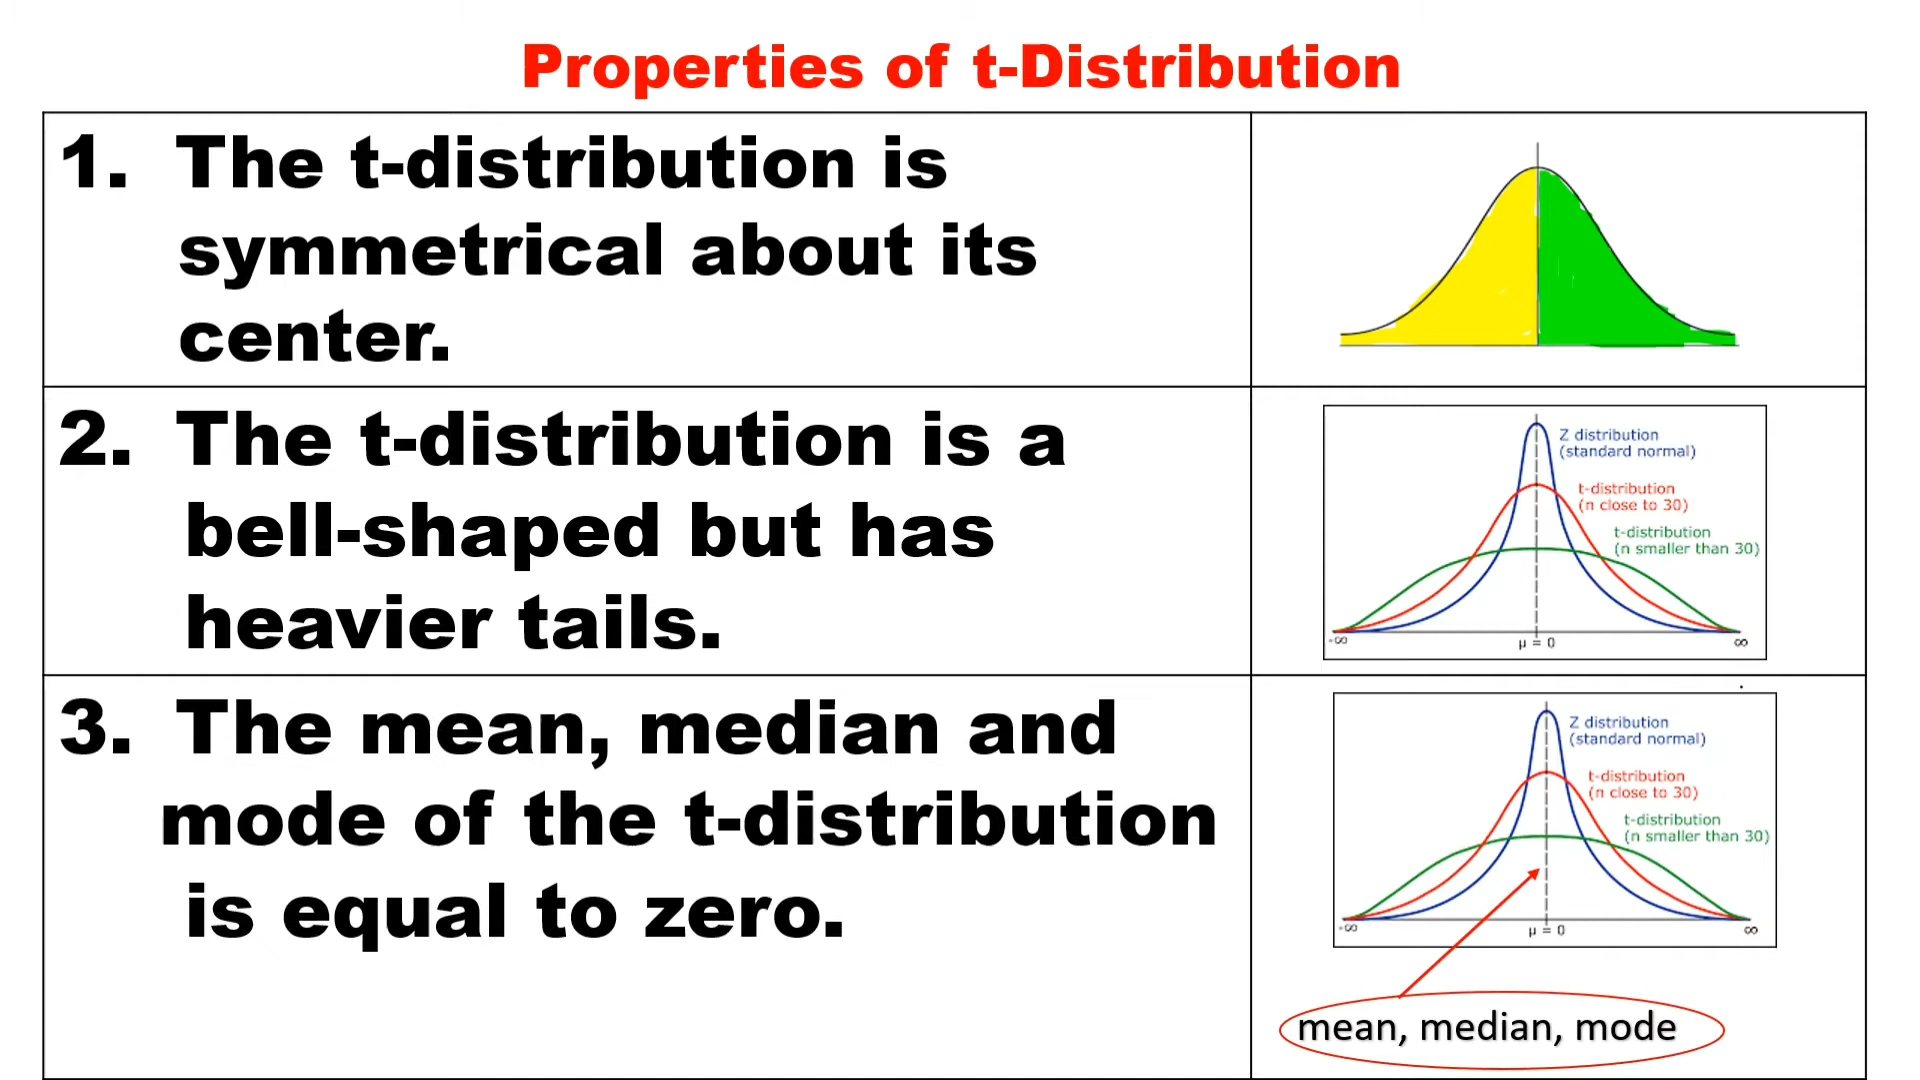 Properties of t-Distribution
1. The t-distribution is
symmetrical about its
center.
2. The t-distribution is a
bell-shaped but has
heavier tails.
Z distribution
(standard normal)
t-distribution
(n close to 30)
t-distribution
(n smaller than 30)
-∞ μ = 0 ∞
3. The mean, median and
mode of the t-distribution
is equal to zero.
Z distribution
(standard normal)
t-distribution
(n close to 30)
t-distribution
(n smaller than 30)
-∞ μ = 0 ∞
mean, median, mode